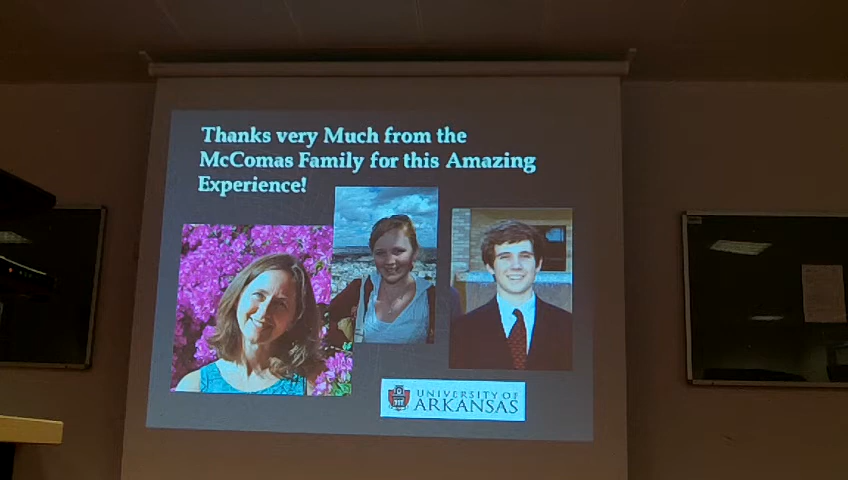 Thanks very Much from the
McComas Family for this Amazing
Experience!
UNIVERSITY OF
ARKANSAS